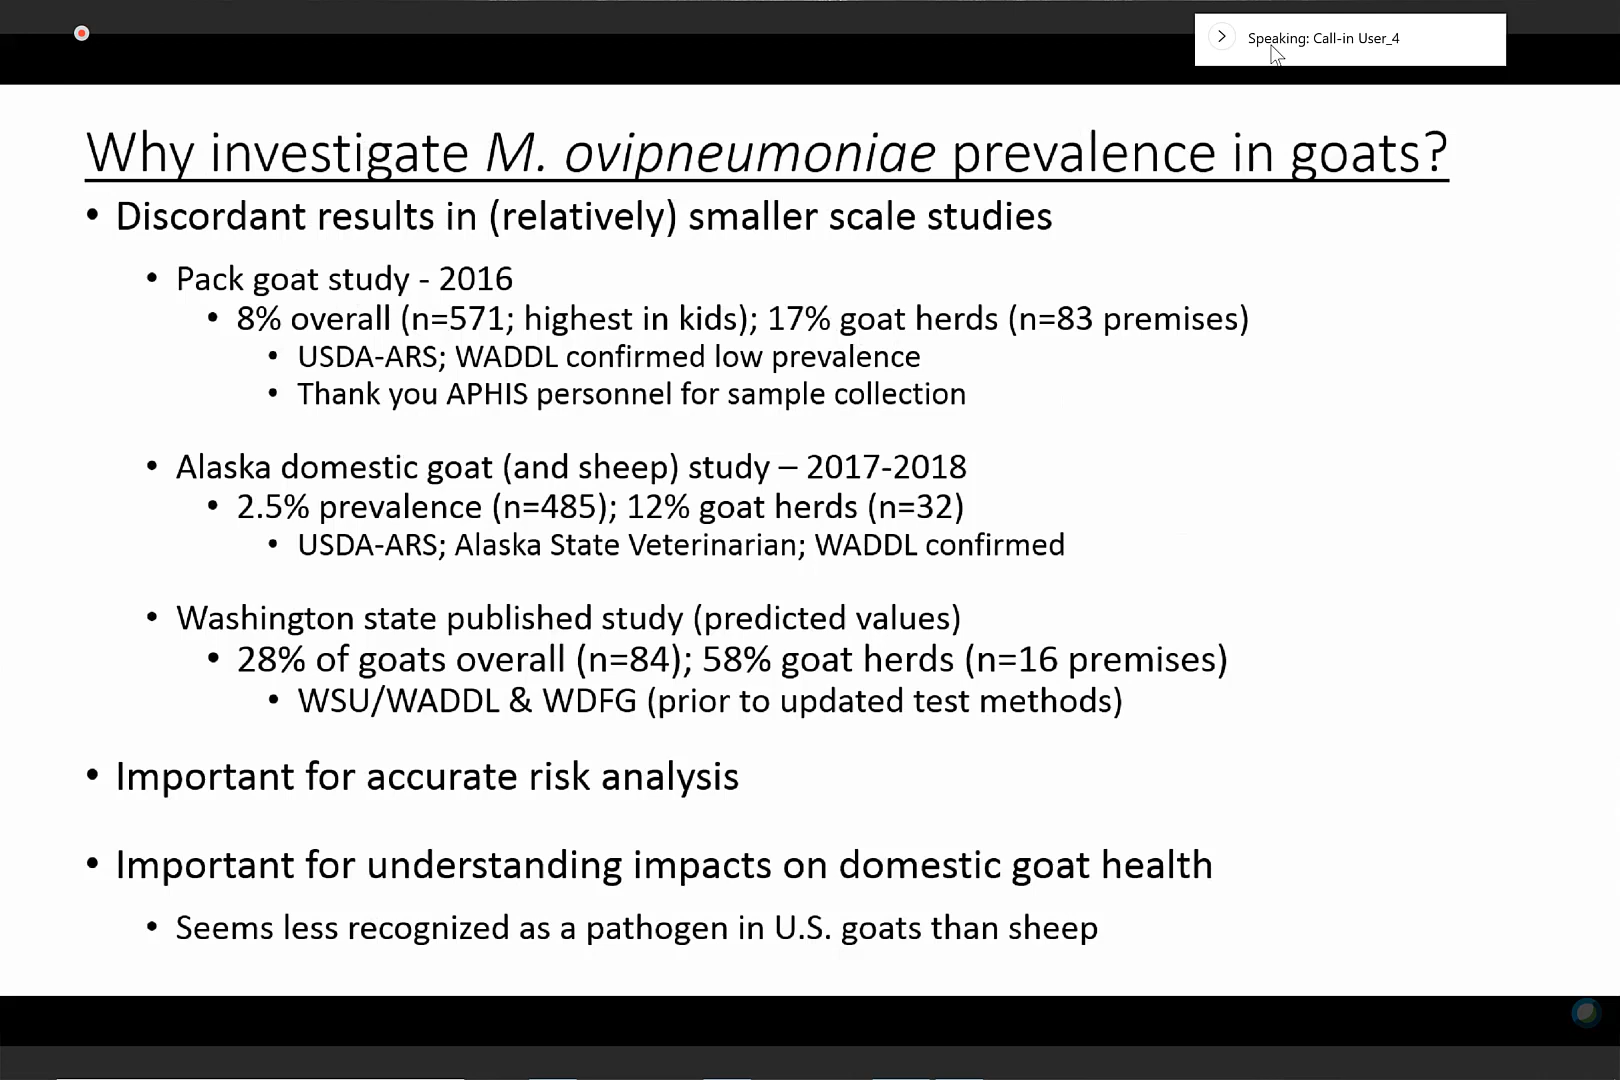 Speaking: Call-in User_4
Why investigate M. ovipneumoniae prevalence in goats?
• Discordant results in (relatively) smaller scale studies
• Pack goat study - 2016
• 8% overall (n=571; highest in kids); 17% goat herds (n=83 premises)
• USDA-ARS; WADDL confirmed low prevalence
• Thank you APHIS personnel for sample collection
• Alaska domestic goat (and sheep) study – 2017-2018
• 2.5% prevalence (n=485); 12% goat herds (n=32)
• USDA-ARS; Alaska State Veterinarian; WADDL confirmed
• Washington state published study (predicted values)
• 28% of goats overall (n=84); 58% goat herds (n=16 premises)
• WSU/WADDL & WDFG (prior to updated test methods)
• Important for accurate risk analysis
• Important for understanding impacts on domestic goat health
• Seems less recognized as a pathogen in U.S. goats than sheep